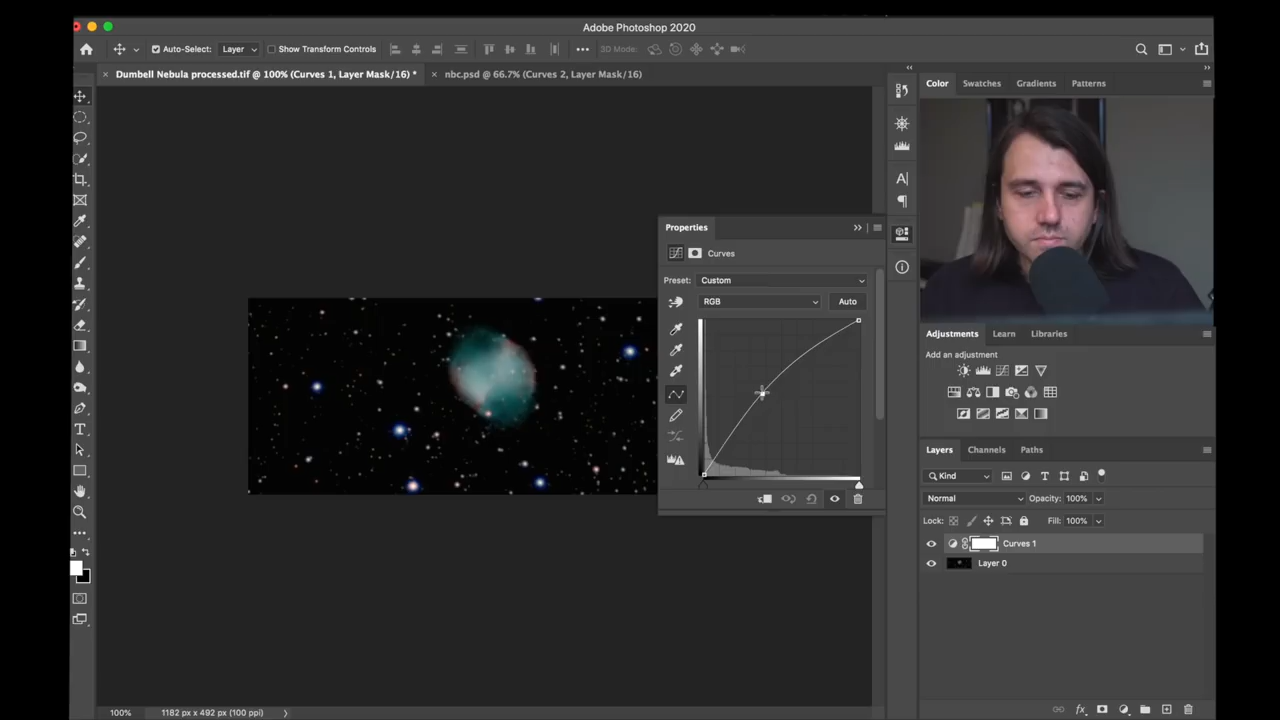 Adobe Photoshop 2020
Auto-Select: Layer Show Transform Controls 3D Mode:
Dumbell Nebula processed.tif @ 100% (Curves 1, Layer Mask/16) * nbc.psd @ 66.7% (Curves 2, Layer Mask/16)
Color Swatches Gradients Patterns
Properties
Curves
Preset: Custom
RGB Auto
Adjustments Learn Libraries
Add an adjustment
Layers Channels Paths
Kind
Normal Opacity: 100%
Lock: Fill: 100%
Curves 1
Layer 0
100% 1182 px x 492 px (100 ppi)